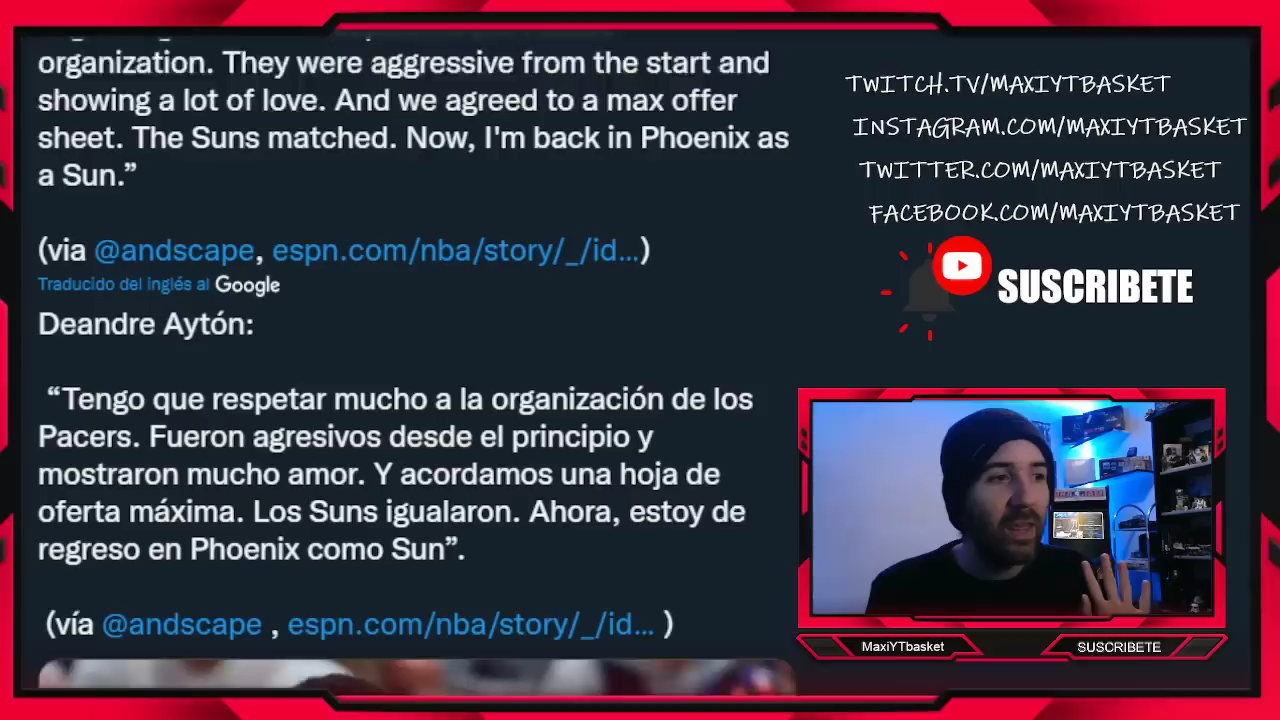 organization. They were aggressive from the start and
showing a lot of love. And we agreed to a max offer
sheet. The Suns matched. Now, I'm back in Phoenix as
a Sun.”
(via @andscape, espn.com/nba/story/_/id...)
Traducido del inglés al Google
Deandre Aytón:
“Tengo que respetar mucho a la organización de los
Pacers. Fueron agresivos desde el principio y
mostraron mucho amor. Y acordamos una hoja de
oferta máxima. Los Suns igualaron. Ahora, estoy de
regreso en Phoenix como Sun”.
(vía @andscape , espn.com/nba/story/_/id... )
TWITCH.TV/MAXIYTBASKET
INSTAGRAM.COM/MAXIYTBASKET
TWITTER.COM/MAXIYTBASKET
FACEBOOK.COM/MAXIYTBASKET
SUSCRIBETE
MaxiYTbasket
SUSCRIBETE